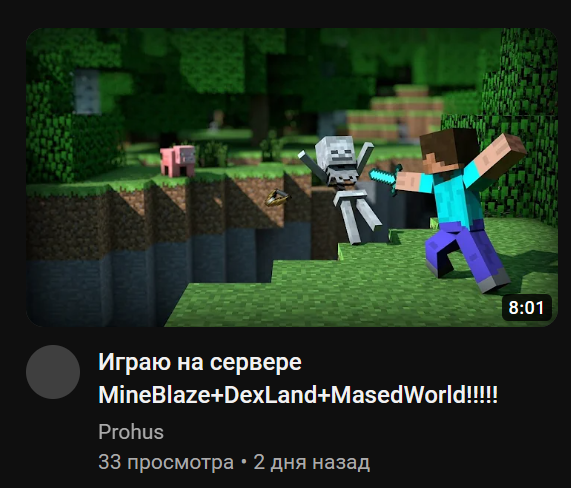 8:01
Играю на сервере
MineBlaze+DexLand+MasedWorld!!!!!
Prohus
33 просмотра • 2 дня назад